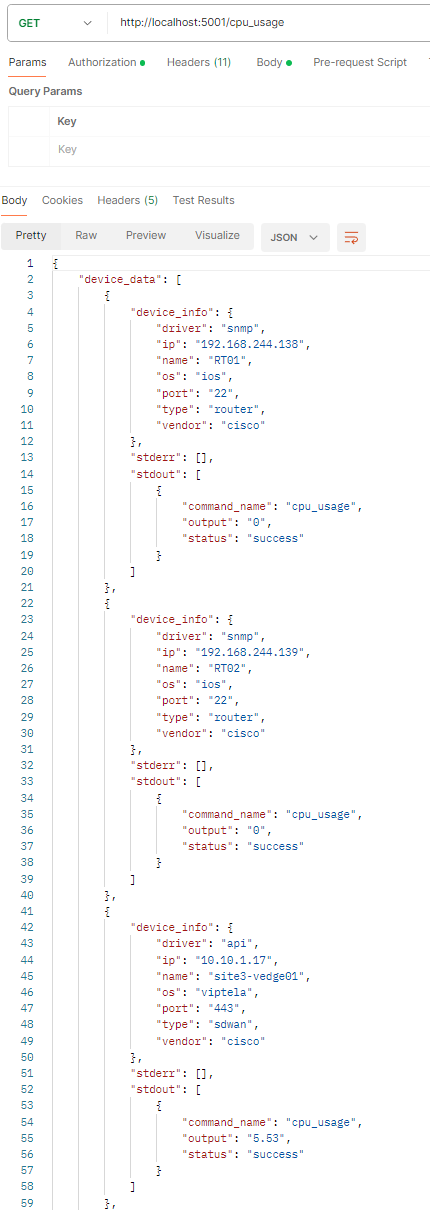 GET http://localhost:5001/cpu_usage
Params Authorization Headers (11) Body Pre-request Script
Query Params
Key
Key
Body Cookies Headers (5) Test Results
Pretty Raw Preview Visualize JSON
1 {
2 "device_data": [
3 {
4 "device_info": {
5 "driver": "snmp",
6 "ip": "192.168.244.138",
7 "name": "RT01",
8 "os": "ios",
9 "port": "22",
10 "type": "router",
11 "vendor": "cisco"
12 },
13 "stderr": [],
14 "stdout": [
15 {
16 "command_name": "cpu_usage",
17 "output": "0",
18 "status": "success"
19 }
20 ]
21 },
22 {
23 "device_info": {
24 "driver": "snmp",
25 "ip": "192.168.244.139",
26 "name": "RT02",
27 "os": "ios",
28 "port": "22",
29 "type": "router",
30 "vendor": "cisco"
31 },
32 "stderr": [],
33 "stdout": [
34 {
35 "command_name": "cpu_usage",
36 "output": "0",
37 "status": "success"
38 }
39 ]
40 },
41 {
42 "device_info": {
43 "driver": "api",
44 "ip": "10.10.1.17",
45 "name": "site3-vedge01",
46 "os": "viptela",
47 "port": "443",
48 "type": "sdwan",
49 "vendor": "cisco"
50 },
51 "stderr": [],
52 "stdout": [
53 {
54 "command_name": "cpu_usage",
55 "output": "5.53",
56 "status": "success"
57 }
58 ]
59 },